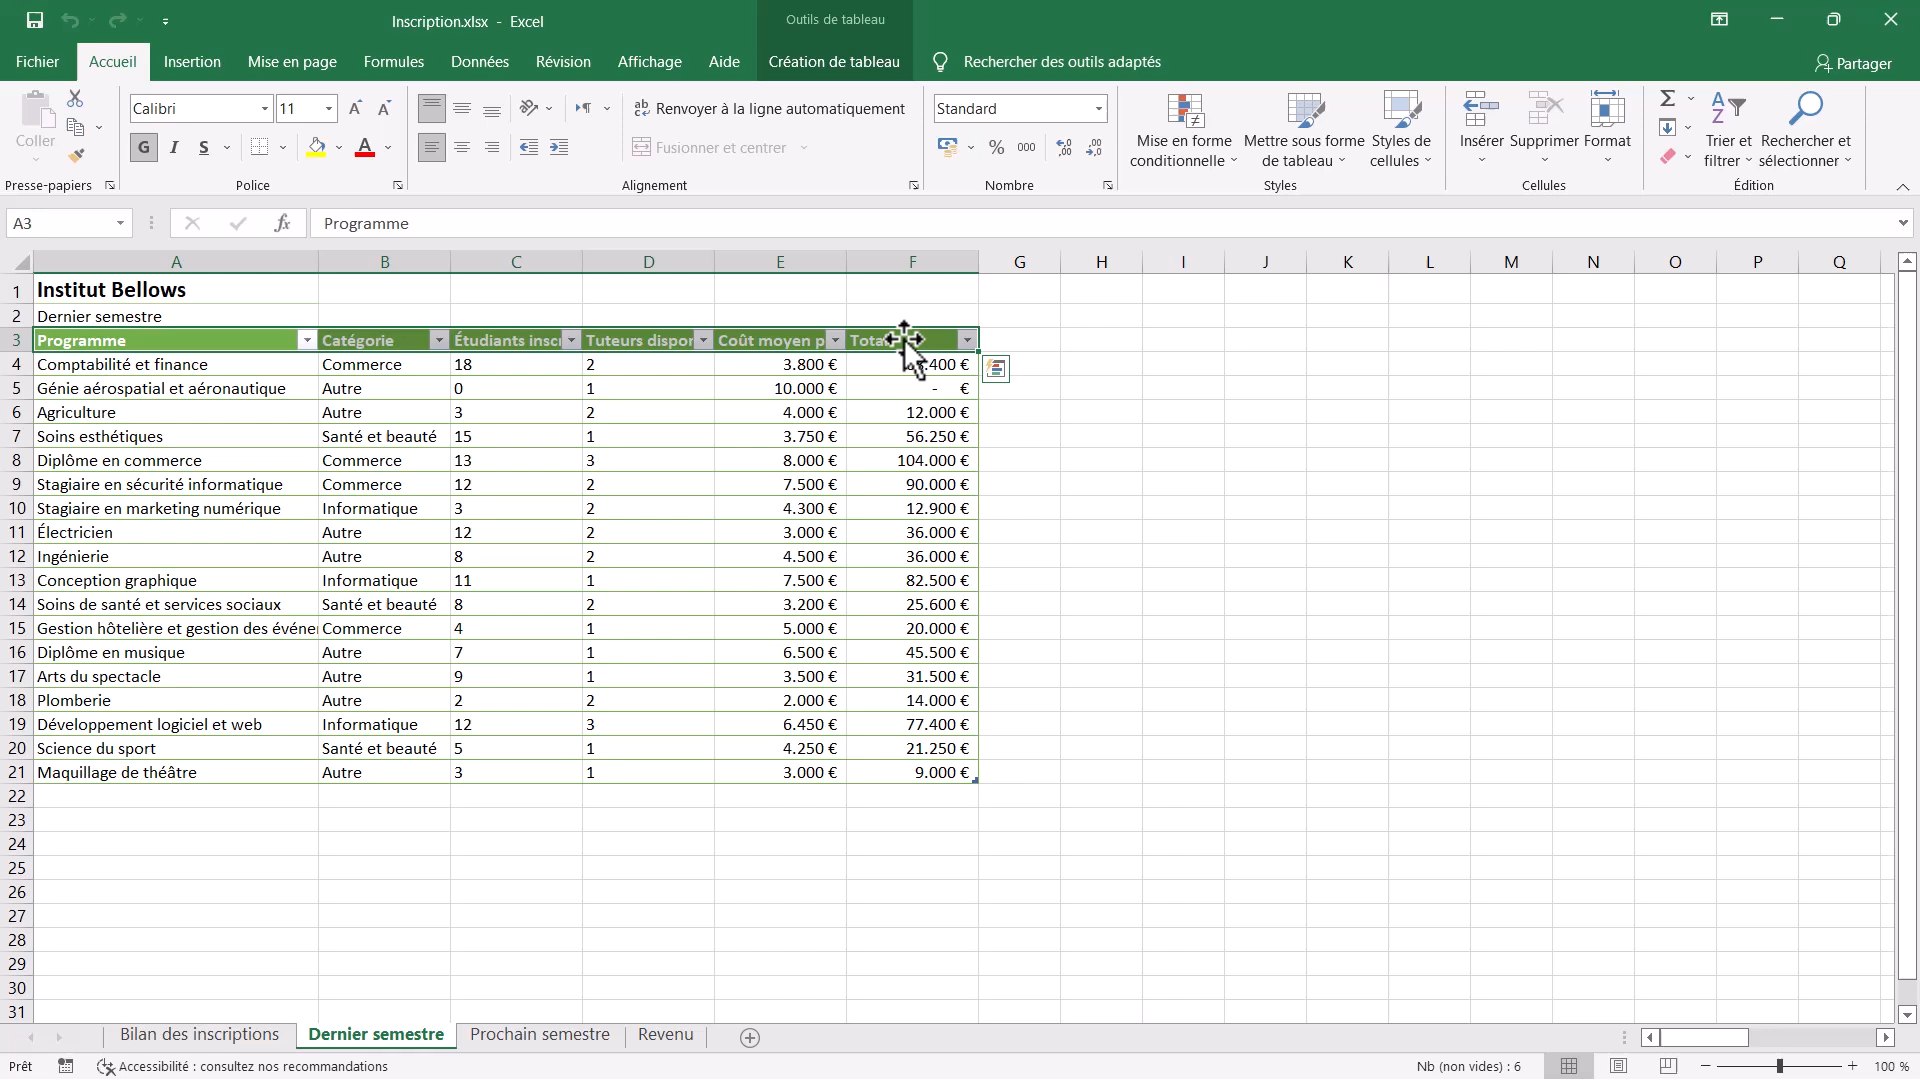 Inscription.xlsx - Excel
Outils de tableau
Fichier Accueil Insertion Mise en page Formules Données Révision Affichage Aide Création de tableau Rechercher des outils adaptés Partager
Coller
Calibri 11
Renvoyer à la ligne automatiquement
Standard
G I S A
Fusionner et centrer
% 000
Mise en forme conditionnelle
Mettre sous forme de tableau
Styles de cellules
Insérer Supprimer Format
Trier et filtrer
Rechercher et sélectionner
Presse-papiers Police Alignement Nombre Styles Cellules Édition
A3 fx Programme
A B C D E F G H I J K L M N O P Q
1 Institut Bellows
2 Dernier semestre
3 Programme Catégorie Étudiants inscr Tuteurs dispor Coût moyen p
4 Comptabilité et finance Commerce 18 2 3.800 € .400 €
5 Génie aérospatial et aéronautique Autre 0 1 10.000 € - €
6 Agriculture Autre 3 2 4.000 € 12.000 €
7 Soins esthétiques Santé et beauté 15 1 3.750 € 56.250 €
8 Diplôme en commerce Commerce 13 3 8.000 € 104.000 €
9 Stagiaire en sécurité informatique Commerce 12 2 7.500 € 90.000 €
10 Stagiaire en marketing numérique Informatique 3 2 4.300 € 12.900 €
11 Électricien Autre 12 2 3.000 € 36.000 €
12 Ingénierie Autre 8 2 4.500 € 36.000 €
13 Conception graphique Informatique 11 1 7.500 € 82.500 €
14 Soins de santé et services sociaux Santé et beauté 8 2 3.200 € 25.600 €
15 Gestion hôtelière et gestion des événe Commerce 4 1 5.000 € 20.000 €
16 Diplôme en musique Autre 7 1 6.500 € 45.500 €
17 Arts du spectacle Autre 9 1 3.500 € 31.500 €
18 Plomberie Autre 2 2 2.000 € 14.000 €
19 Développement logiciel et web Informatique 12 3 6.450 € 77.400 €
20 Science du sport Santé et beauté 5 1 4.250 € 21.250 €
21 Maquillage de théâtre Autre 3 1 3.000 € 9.000 €
22
23
24
25
26
27
28
29
30
31
Bilan des inscriptions Dernier semestre Prochain semestre Revenu
Prêt Accessibilité : consultez nos recommandations Nb (non vides) : 6 100 %